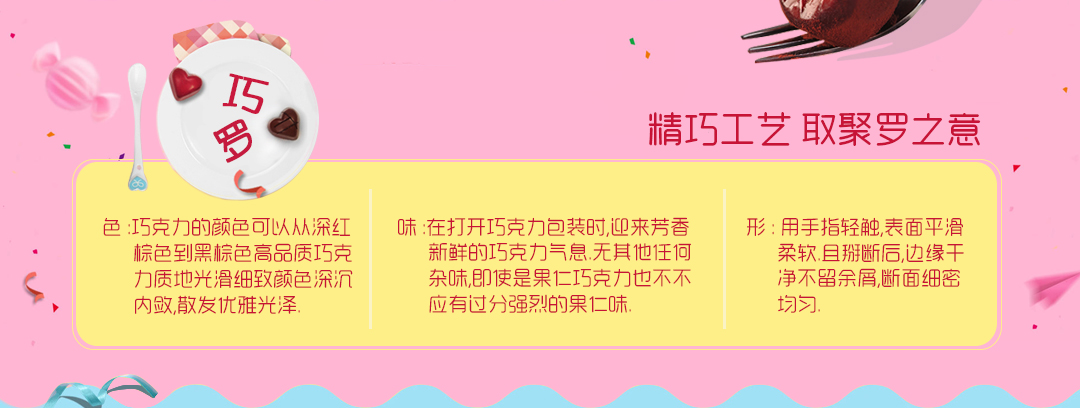 巧
罗
精巧工艺 取聚罗之意
色 :巧克力的颜色可以从深红
棕色到黑棕色高品质巧克
力质地光滑细致颜色深沉
内敛,散发优雅光泽.
味 :在打开巧克力包装时,迎来芳香
新鲜的巧克力气息.无其他任何
杂味,即使是果仁巧克力也不不
应有过分强烈的果仁味.
形 : 用手指轻触,表面平滑
柔软.且掰断后,边缘干
净不留余屑,断面细密
均匀.